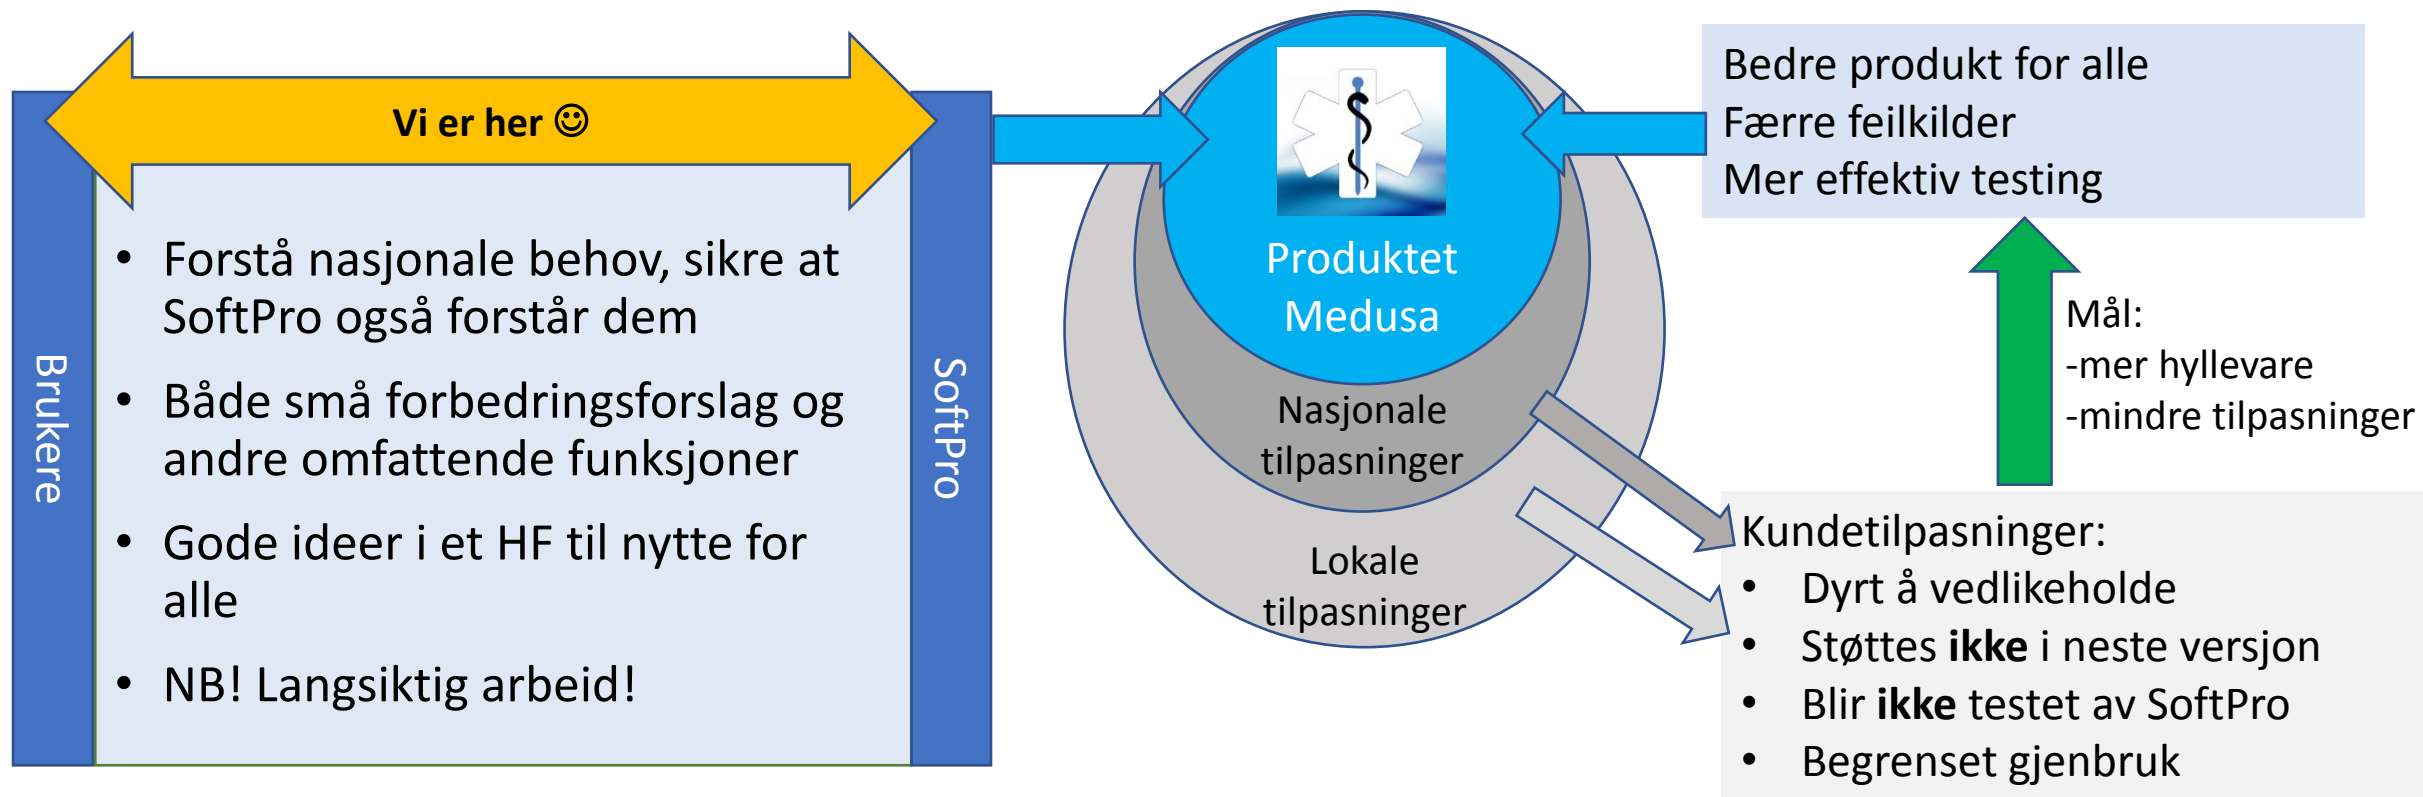 Vi er her ☺
Brukere
• Forstå nasjonale behov, sikre at
SoftPro også forstår dem
• Både små forbedringsforslag og
andre omfattende funksjoner
• Gode ideer i et HF til nytte for
alle
• NB! Langsiktig arbeid!
SoftPro
Produktet
Medusa
Nasjonale
tilpasninger
Lokale
tilpasninger
Bedre produkt for alle
Færre feilkilder
Mer effektiv testing
Mål:
-mer hyllevare
-mindre tilpasninger
Kundetilpasninger:
• Dyrt å vedlikeholde
• Støttes ikke i neste versjon
• Blir ikke testet av SoftPro
• Begrenset gjenbruk